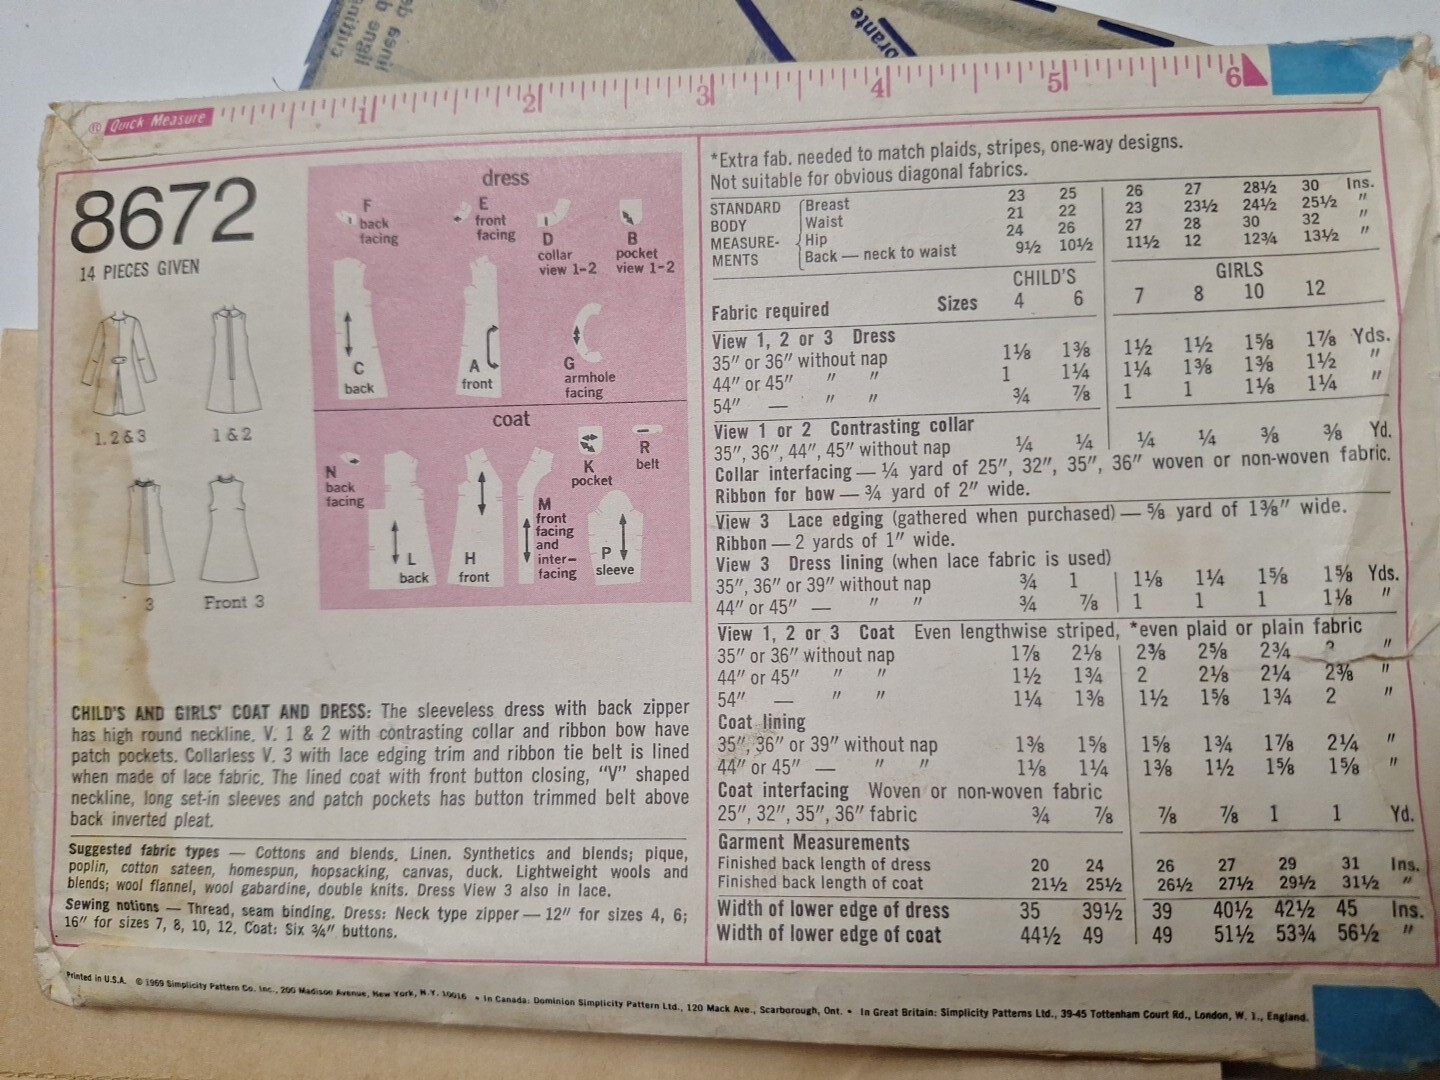 Quick Measure 1 2 3 4 5 6
8672
14 PIECES GIVEN
1, 2 & 3
1 & 2
3
Front 3
dress
F
back
facing
E
front
facing
D
collar
view 1-2
B
pocket
view 1-2
C
back
A
front
G
armhole
facing
coat
N
back
facing
K
pocket
R
belt
L
back
H
front
M
front
facing
and
inter-
facing
P
sleeve
CHILD'S AND GIRLS' COAT AND DRESS: The sleeveless dress with back zipper
has high round neckline. V. 1 & 2 with contrasting collar and ribbon bow have
patch pockets. Collarless V. 3 with lace edging trim and ribbon tie belt is lined
when made of lace fabric. The lined coat with front button closing, "V" shaped
neckline, long set-in sleeves and patch pockets has button trimmed belt above
back inverted pleat.
Suggested fabric types — Cottons and blends. Linen. Synthetics and blends; pique,
poplin, cotton sateen, homespun, hopsacking, canvas, duck. Lightweight wools and
blends; wool flannel, wool gabardine, double knits. Dress View 3 also in lace.
Sewing notions — Thread, seam binding. Dress: Neck type zipper — 12" for sizes 4, 6;
16" for sizes 7, 8, 10, 12. Coat: Six ¾" buttons.
*Extra fab. needed to match plaids, stripes, one-way designs.
Not suitable for obvious diagonal fabrics.
STANDARD BODY MEASURE- MENTS
Breast 23 25 26 27 28½ 30 Ins.
Waist 21 22 23 23½ 24½ 25½ "
Hip 24 26 27 28 30 32 "
Back — neck to waist 9½ 10½ 11½ 12 12¾ 13½ "
CHILD'S GIRLS
Fabric required Sizes 4 6 7 8 10 12
View 1, 2 or 3 Dress
35" or 36" without nap 1⅛ 1⅜ 1½ 1½ 1⅝ 1⅞ Yds.
44" or 45" " " 1 1¼ 1¼ 1⅜ 1⅜ 1½ "
54" — " " ¾ ⅞ 1 1 1⅛ 1¼ "
View 1 or 2 Contrasting collar
35", 36", 44", 45" without nap ¼ ¼ ¼ ¼ ⅜ ⅜ Yd.
Collar interfacing — ¼ yard of 25", 32", 35", 36" woven or non-woven fabric.
Ribbon for bow — ¾ yard of 2" wide.
View 3 Lace edging (gathered when purchased) — ⅝ yard of 1⅜" wide.
Ribbon — 2 yards of 1" wide.
View 3 Dress lining (when lace fabric is used)
35", 36" or 39" without nap ¾ 1 1⅛ 1¼ 1⅝ 1⅝ Yds.
44" or 45" — " " ¾ ⅞ 1 1 1 1⅛ "
View 1, 2 or 3 Coat Even lengthwise striped, *even plaid or plain fabric
35" or 36" without nap 1⅞ 2⅛ 2⅜ 2⅝ 2¾ "
44" or 45" " " 1½ 1¾ 2 2⅛ 2¼ 2⅜ "
54" — " " 1¼ 1⅜ 1½ 1⅝ 1¾ 2 "
Coat lining
35", 36" or 39" without nap 1⅜ 1⅝ 1⅝ 1¾ 1⅞ 2¼ "
44" or 45" — " " 1⅛ 1¼ 1⅜ 1½ 1⅝ 1⅝ "
Coat interfacing Woven or non-woven fabric
25", 32", 35", 36" fabric ¾ ⅞ ⅞ ⅞ 1 1 Yd.
Garment Measurements
Finished back length of dress 20 24 26 27 29 31 Ins.
Finished back length of coat 21½ 25½ 26½ 27½ 29½ 31½ "
Width of lower edge of dress 35 39½ 39 40½ 42½ 45 Ins.
Width of lower edge of coat 44½ 49 49 51½ 53¾ 56½ "
Printed in U.S.A. © 1969 Simplicity Pattern Co. Inc., 200 Madison Avenue, New York, N.Y. 10016 • In Canada: Dominion Simplicity Pattern Ltd., 120 Mack Ave., Scarborough, Ont. • In Great Britain: Simplicity Patterns Ltd., 39-45 Tottenham Court Rd., London, W. 1., England.